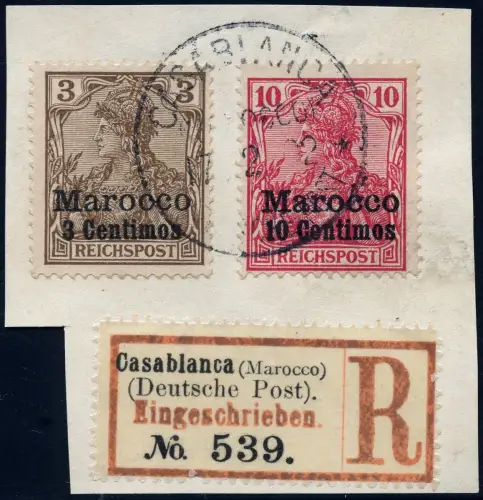 3 3
Marocco
3 Centimos
REICHSPOST
10 10
Marocco
10 Centimos
REICHSPOST
CASABLANCA
Casablanca (Marocco)
(Deutsche Post).
Eingeschrieben.
No. 539.
R